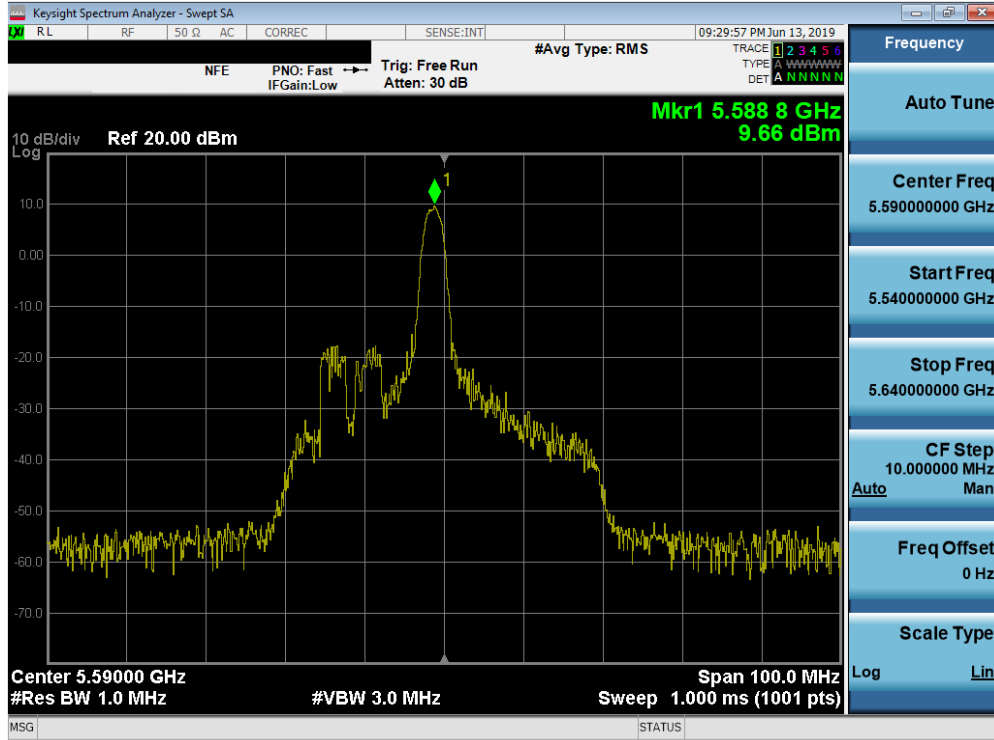 Keysight Spectrum Analyzer - Swept SA
LXI RL RF 50 Ω AC CORREC SENSE:INT 09:29:57 PM Jun 13, 2019
NFE PNO: Fast IFGain:Low
Trig: Free Run
Atten: 30 dB
#Avg Type: RMS
TRACE 1 2 3 4 5 6
TYPE A WWWWW
DET A N N N N N
Mkr1 5.588 8 GHz
9.66 dBm
10 dB/div Ref 20.00 dBm
Log
1
10.0
0.00
-10.0
-20.0
-30.0
-40.0
-50.0
-60.0
-70.0
Center 5.59000 GHz Span 100.0 MHz
#Res BW 1.0 MHz #VBW 3.0 MHz Sweep 1.000 ms (1001 pts)
MSG STATUS
Frequency
Auto Tune
Center Freq
5.590000000 GHz
Start Freq
5.540000000 GHz
Stop Freq
5.640000000 GHz
CF Step
10.000000 MHz
Auto Man
Freq Offset
0 Hz
Scale Type
Log Lin